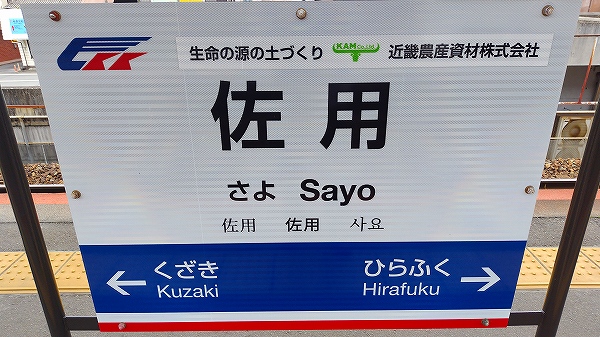 生命の源の土づくり KAM Co.,Ltd 近畿農産資材株式会社
佐用
さよ Sayo
佐用 佐用 사요
← くざき ひらふく →
Kuzaki Hirafuku